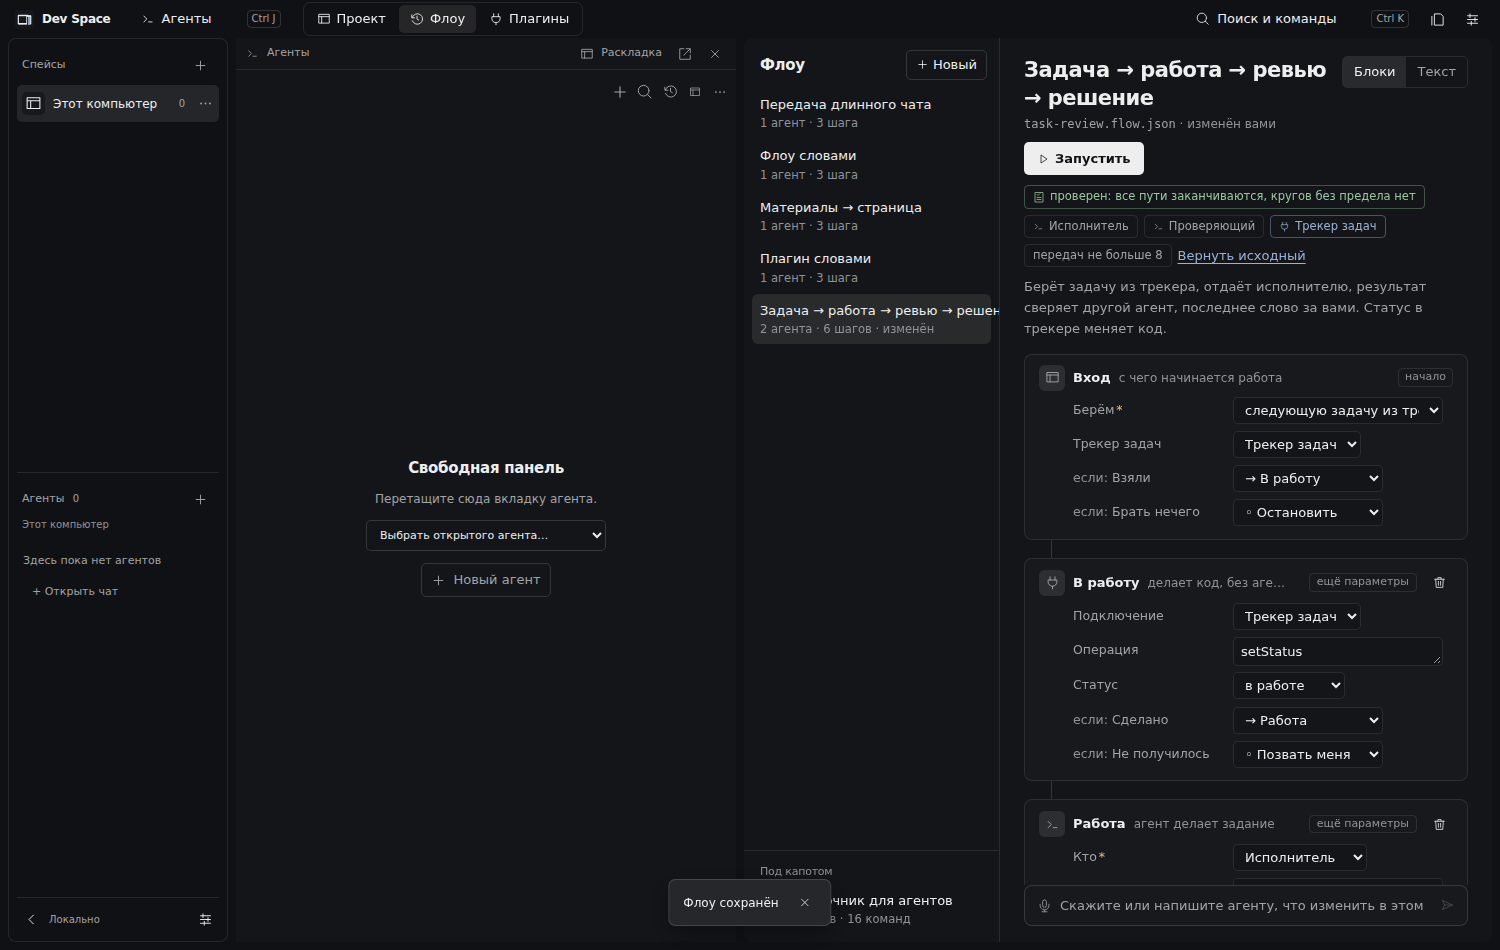 Dev Space
Агенты
Ctrl J
Проект
Флоу
Плагины
Поиск и команды
Ctrl K
Спейсы
Этот компьютер 0
Агенты 0
Этот компьютер
Здесь пока нет агентов
+ Открыть чат
Локально
Агенты
Раскладка
Свободная панель
Перетащите сюда вкладку агента.
Выбрать открытого агента…
Новый агент
Флоу
Новый
Передача длинного чата
1 агент · 3 шага
Флоу словами
1 агент · 3 шага
Материалы → страница
1 агент · 3 шага
Плагин словами
1 агент · 3 шага
Задача → работа → ревью → решен
2 агента · 6 шагов · изменён
Под капотом
для агентов
· 16 команд
Флоу сохранён
Задача → работа → ревью
→ решение
Блоки
Текст
task-review.flow.json · изменён вами
Запустить
проверен: все пути заканчиваются, кругов без предела нет
Исполнитель
Проверяющий
Трекер задач
передач не больше 8
Вернуть исходный
Берёт задачу из трекера, отдаёт исполнителю, результат
сверяет другой агент, последнее слово за вами. Статус в
трекере меняет код.
Вход с чего начинается работа
начало
Берём*
следующую задачу из тр
Трекер задач
Трекер задач
если: Взяли
→ В работу
если: Брать нечего
◦ Остановить
В работу делает код, без аге…
ещё параметры
Подключение
Трекер задач
Операция
setStatus
Статус
в работе
если: Сделано
→ Работа
если: Не получилось
◦ Позвать меня
Работа агент делает задание
ещё параметры
Кто*
Исполнитель
Скажите или напишите агенту, что изменить в этом